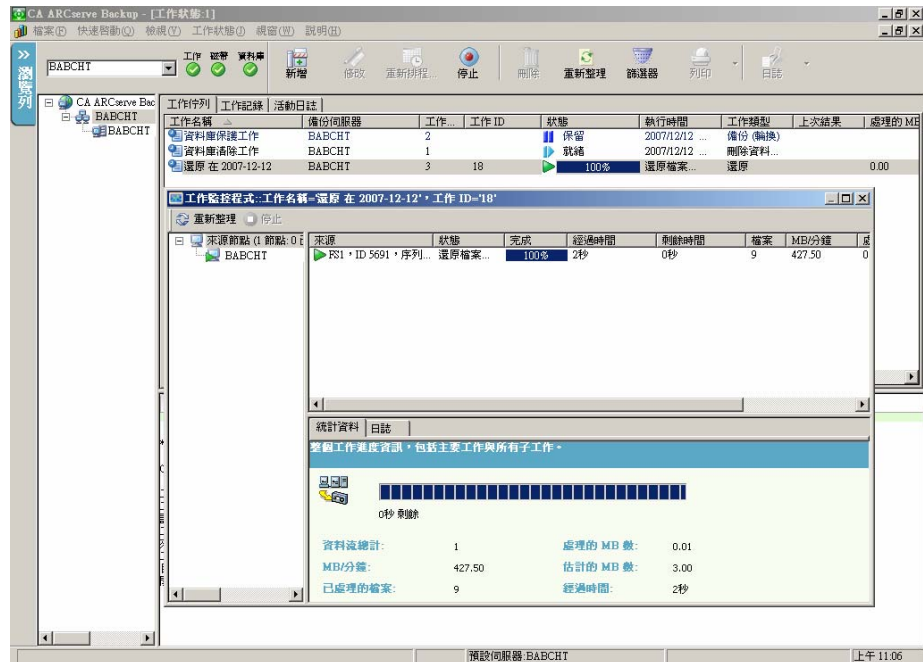 CA ARCserve Backup - [工作狀態:1]
檔案(F) 快速啓動(Q) 檢視(V) 工作狀態(J) 視窗(W) 說明(H)
BABCHT 工作 磁帶 資料庫 新增 修改 重新排程... 停止 刪除 重新整理 篩選器 列印 日誌
瀏覽列
CA ARCserve Bac
BABCHT
BABCHT
工作佇列 工作記錄 活動日誌
工作名稱 備份伺服器 工作... 工作 ID 狀態 執行時間 工作類型 上次結果 處理的 MB
資料庫保護工作 BABCHT 2 保留 2007/12/12 ... 備份 (輪換)
資料庫清除工作 BABCHT 1 就緒 2007/12/12 ... 刪除資料...
還原 在 2007-12-12 BABCHT 3 18 100% 還原檔案... 還原 0.00
工作監控程式::工作名稱='還原 在 2007-12-12'，工作 ID='18'
重新整理 停止
來源節點 (1 節點: 0
BABCHT
來源 狀態 完成 經過時間 剩餘時間 檔案 MB/分鐘
FS1，ID 5691，序列... 還原檔案... 100% 2秒 0秒 9 427.50 0
統計資料 日誌
整個工作進度資訊，包括主要工作與所有子工作。
0秒 剩餘
資料流總計: 1 處理的 MB 數: 0.01
MB/分鐘: 427.50 估計的 MB 數: 3.00
已處理的檔案: 9 經過時間: 2秒
預設伺服器:BABCHT 上午 11:06